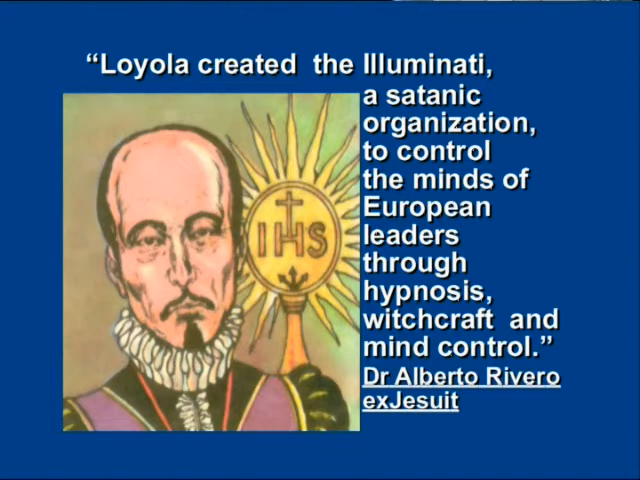 “Loyola created the Illuminati,
a satanic
organization,
to control
the minds of
European
leaders
through
hypnosis,
witchcraft and
mind control.”
Dr Alberto Rivero
exJesuit
IHS